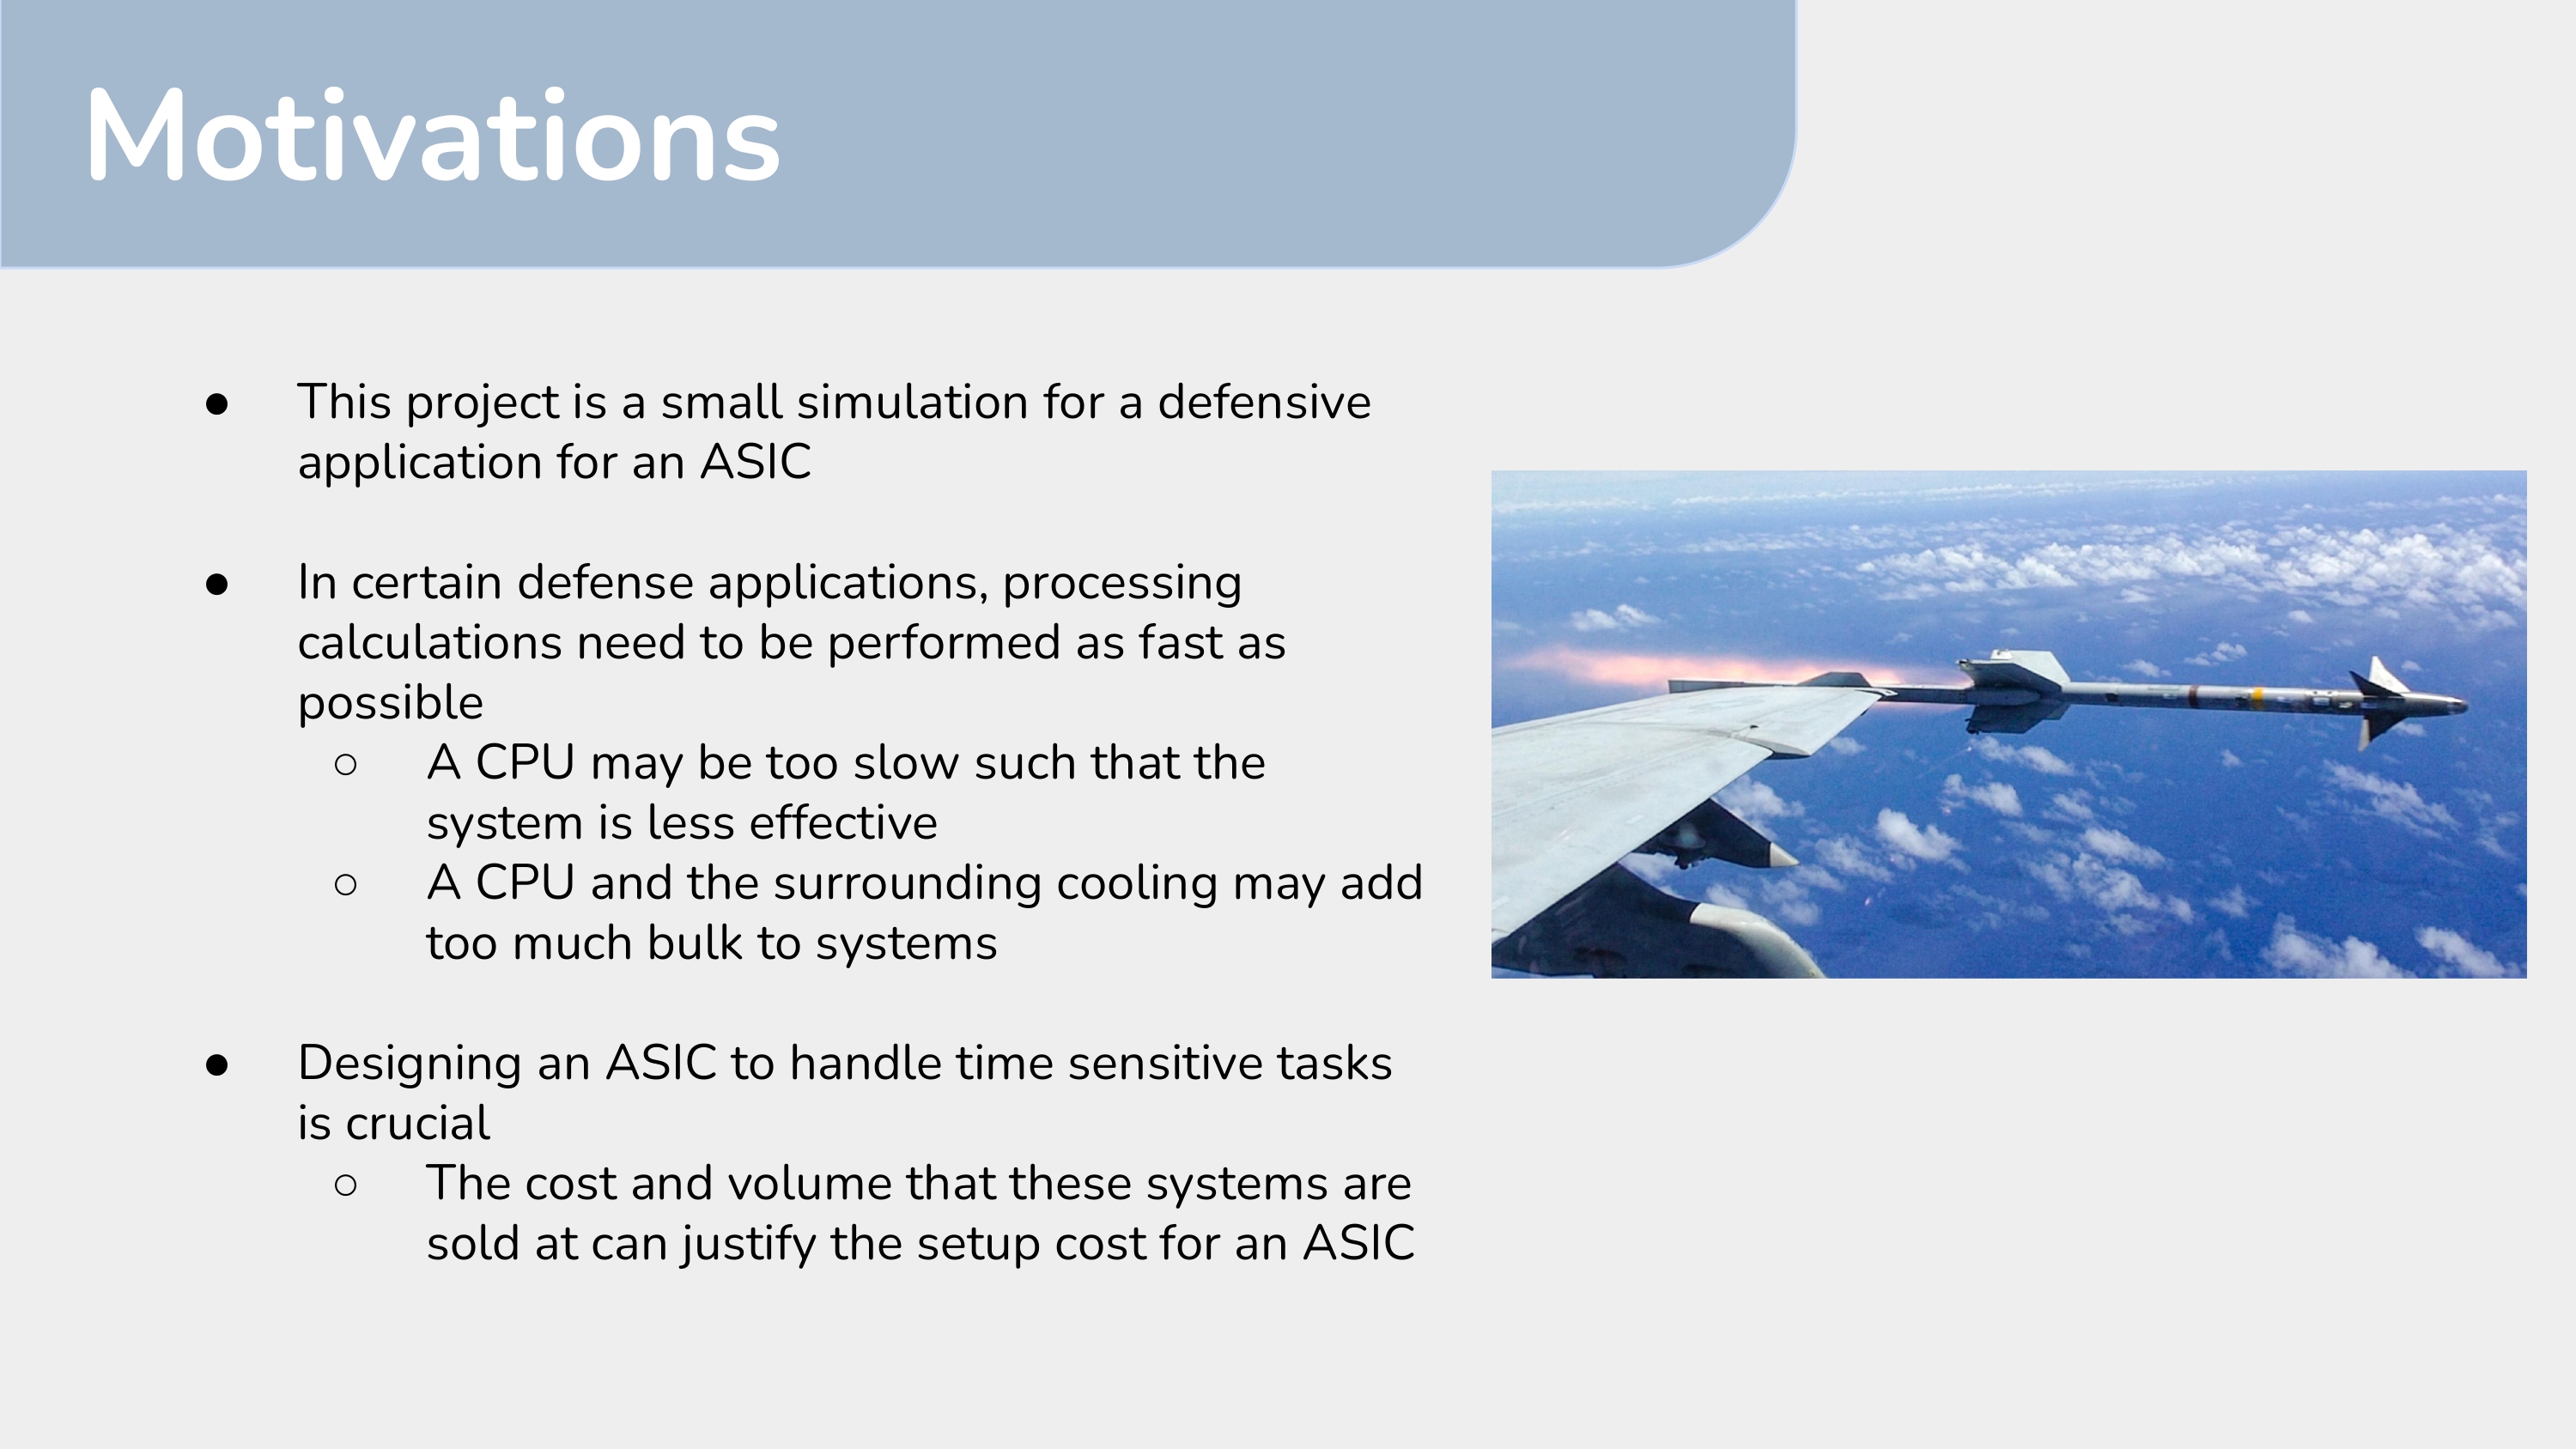 Motivations
● This project is a small simulation for a defensive
application for an ASIC
● In certain defense applications, processing
calculations need to be performed as fast as
possible
○ A CPU may be too slow such that the
system is less effective
○ A CPU and the surrounding cooling may add
too much bulk to systems
● Designing an ASIC to handle time sensitive tasks
is crucial
○ The cost and volume that these systems are
sold at can justify the setup cost for an ASIC